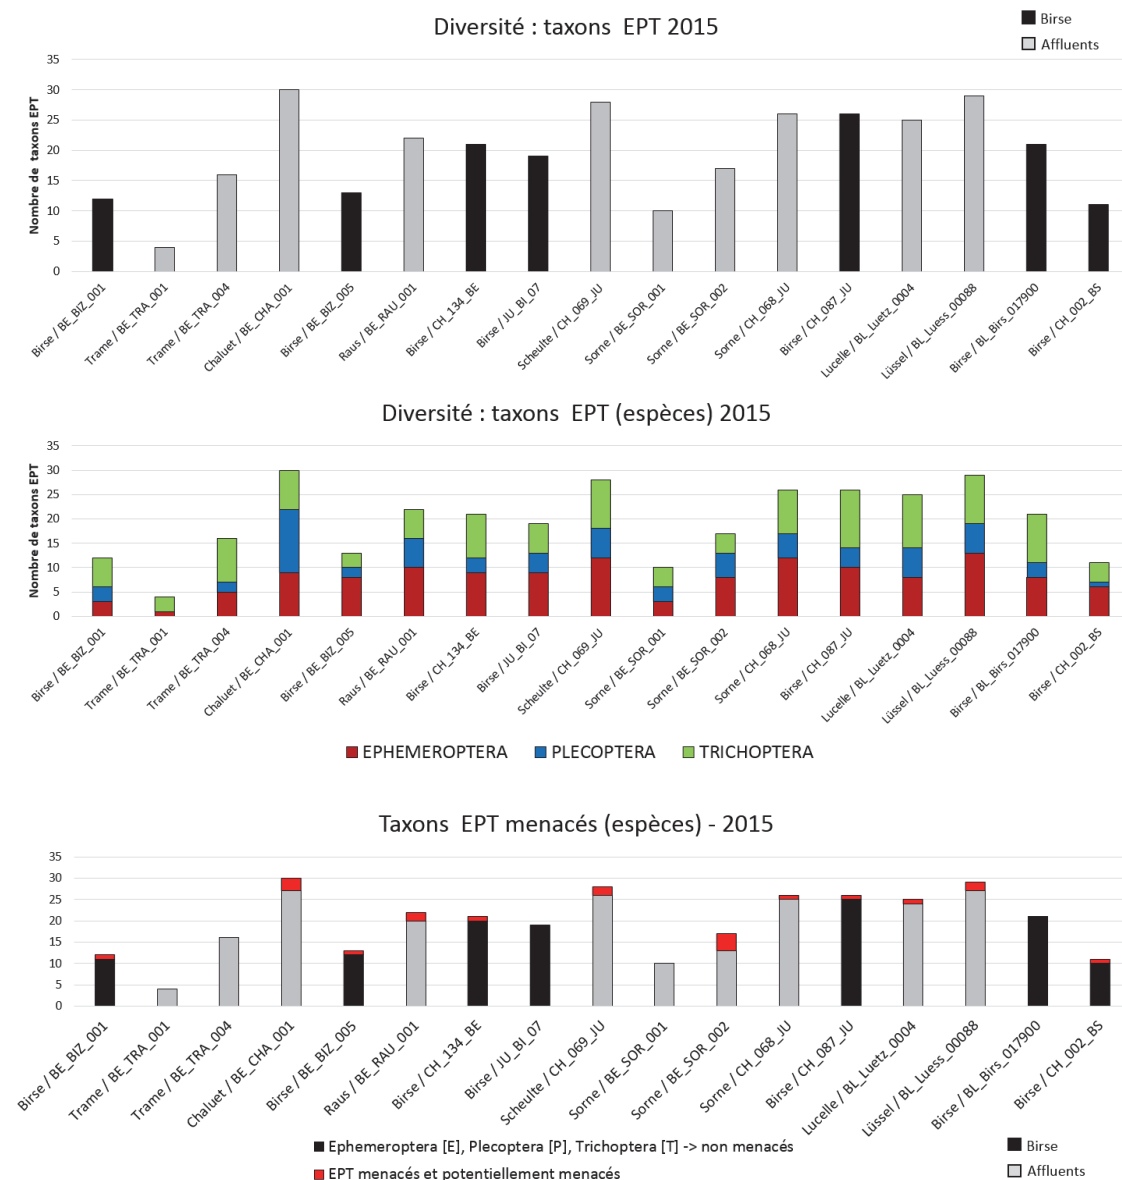 Diversité : taxons EPT 2015
Birse
Affluents
Nombre de taxons EPT
35
30
25
20
15
10
5
0
Birse / BE_BIZ_001
Trame / BE_TRA_001
Trame / BE_TRA_004
Chaluet / BE_CHA_001
Birse / BE_BIZ_005
Raus / BE_RAU_001
Birse / CH_134_BE
Birse / JU_BI_07
Scheulte / CH_069_JU
Sorne / BE_SOR_001
Sorne / BE_SOR_002
Sorne / CH_068_JU
Birse / CH_087_JU
Lucelle / BL_Luetz_0004
Lüssel / BL_Luess_00088
Birse / BL_Birs_017900
Birse / CH_002_BS
Diversité : taxons EPT (espèces) 2015
Nombre de taxons EPT
35
30
25
20
15
10
5
0
Birse / BE_BIZ_001
Trame / BE_TRA_001
Trame / BE_TRA_004
Chaluet / BE_CHA_001
Birse / BE_BIZ_005
Raus / BE_RAU_001
Birse / CH_134_BE
Birse / JU_BI_07
Scheulte / CH_069_JU
Sorne / BE_SOR_001
Sorne / BE_SOR_002
Sorne / CH_068_JU
Birse / CH_087_JU
Lucelle / BL_Luetz_0004
Lüssel / BL_Luess_00088
Birse / BL_Birs_017900
Birse / CH_002_BS
EPHEMEROPTERA PLECOPTERA TRICHOPTERA
Taxons EPT menacés (espèces) - 2015
35
30
25
20
15
10
5
0
Birse / BE_BIZ_001
Trame / BE_TRA_001
Trame / BE_TRA_004
Chaluet / BE_CHA_001
Birse / BE_BIZ_005
Raus / BE_RAU_001
Birse / CH_134_BE
Birse / JU_BI_07
Scheulte / CH_069_JU
Sorne / BE_SOR_001
Sorne / BE_SOR_002
Sorne / CH_068_JU
Birse / CH_087_JU
Lucelle / BL_Luetz_0004
Lüssel / BL_Luess_00088
Birse / BL_Birs_017900
Birse / CH_002_BS
Ephemeroptera [E], Plecoptera [P], Trichoptera [T] -> non menacés
EPT menacés et potentiellement menacés
Birse
Affluents